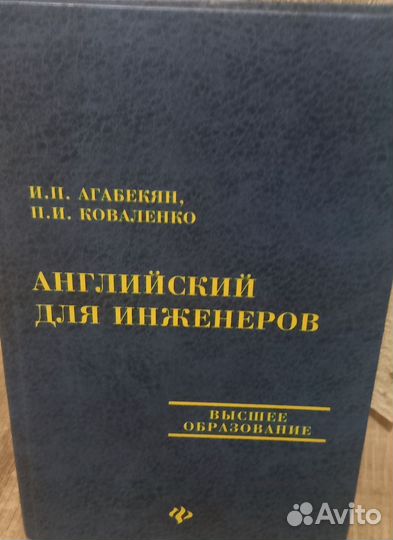 И.П. АГАБЕКЯН,
П.И. КОВАЛЕНКО
АНГЛИЙСКИЙ
ДЛЯ ИНЖЕНЕРОВ
ВЫСШЕЕ
ОБРАЗОВАНИЕ
Avito